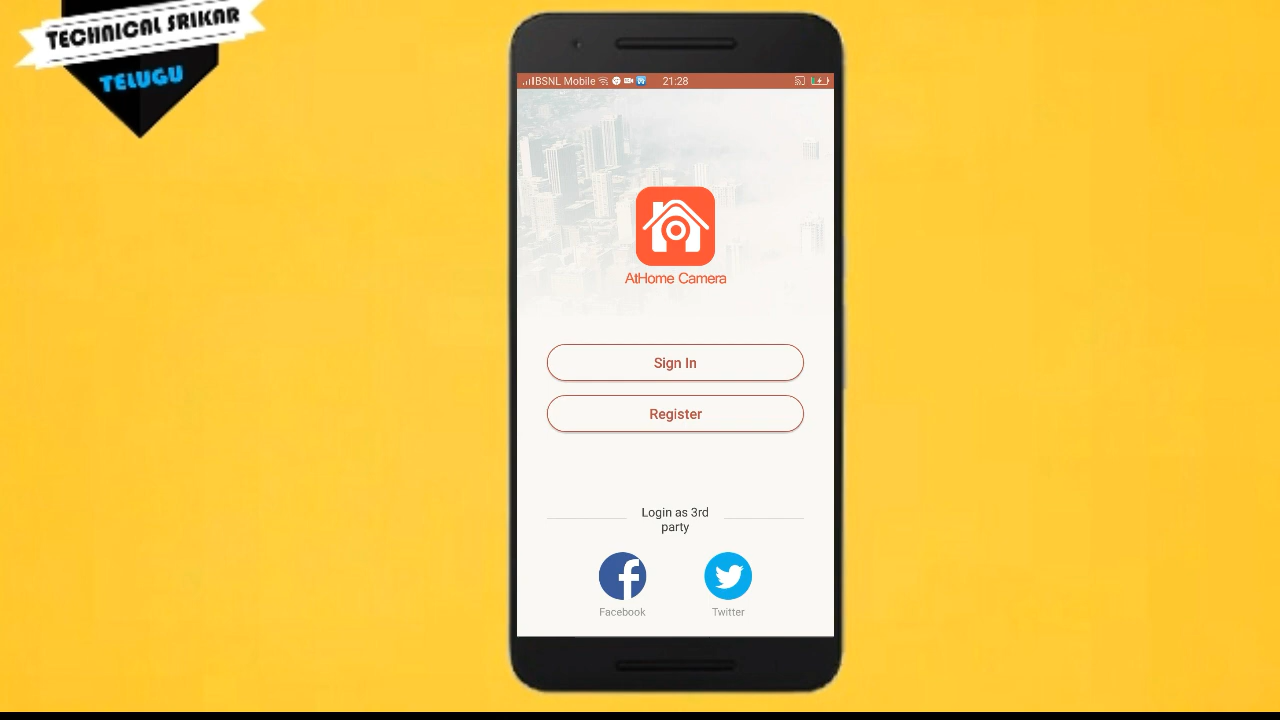 TECHNICAL SRIKAR
TELUGU
BSNL Mobile 21:28
AtHome Camera
Sign In
Register
Login as 3rd
party
Facebook
Twitter